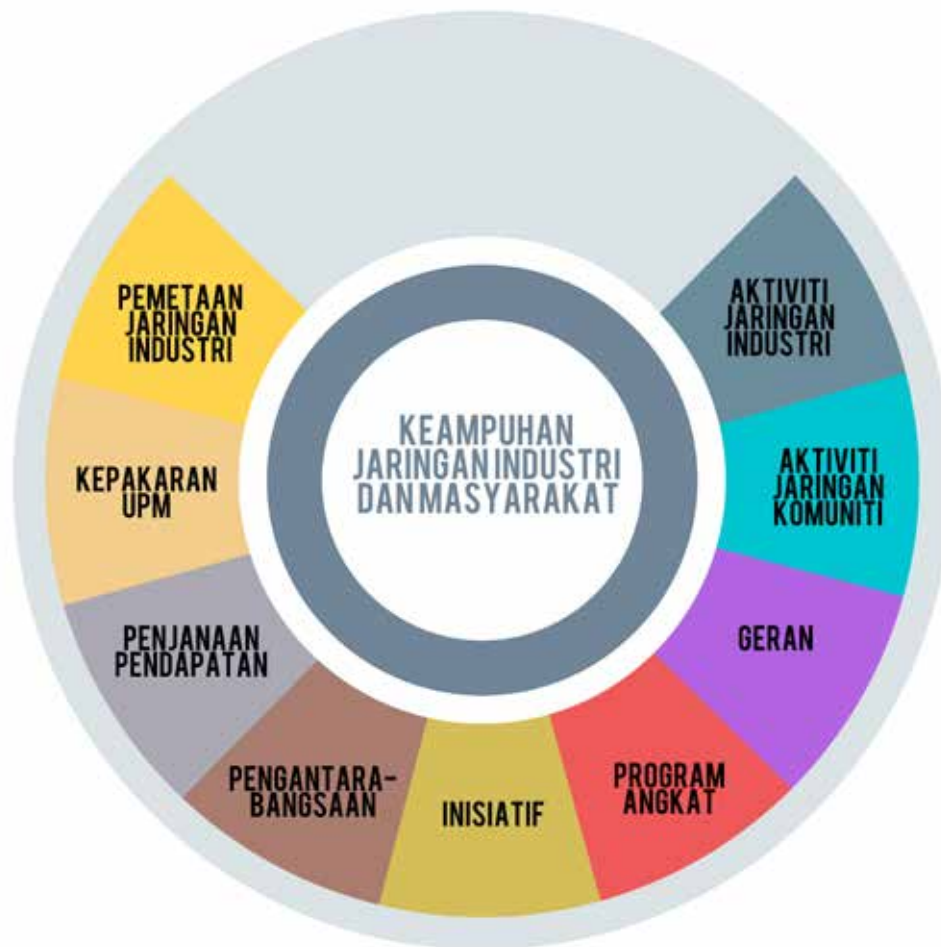 PEMETAAN
JARINGAN
INDUSTRI
KEPAKARAN
UPM
PENJANAAN
PENDAPATAN
PENGANTARA-
BANGSAAN
INISIATIF
PROGRAM
ANGKAT
GERAN
AKTIVITI
JARINGAN
KOMUNITI
AKTIVITI
JARINGAN
INDUSTRI
KEAMPUHAN
JARINGAN INDUSTRI
DAN MASYARAKAT